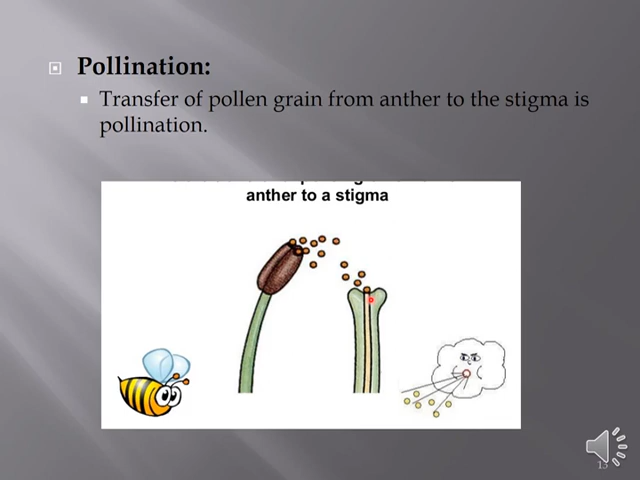 Pollination:
Transfer of pollen grain from anther to the stigma is
pollination.
anther to a stigma
13